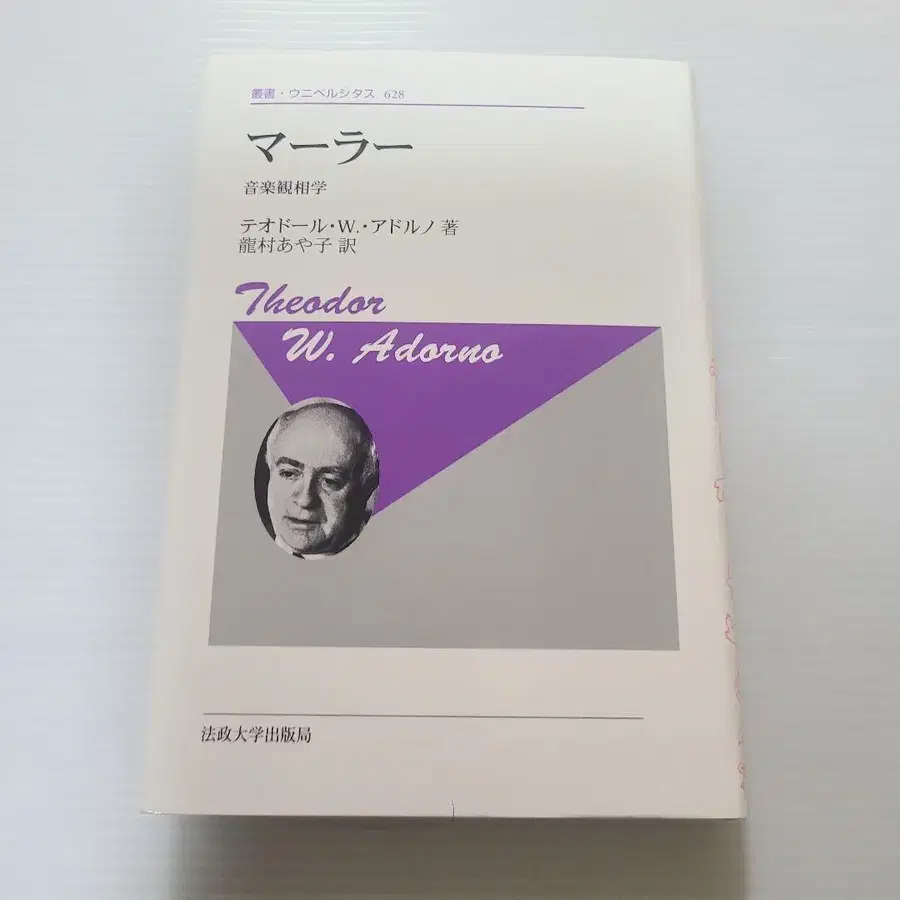 叢書・ウニベルシタス 628
マーラー
音楽観相学
テオドール・W.・アドルノ 著
龍村あや子 訳
Theodor
W. Adorno
法政大学出版局